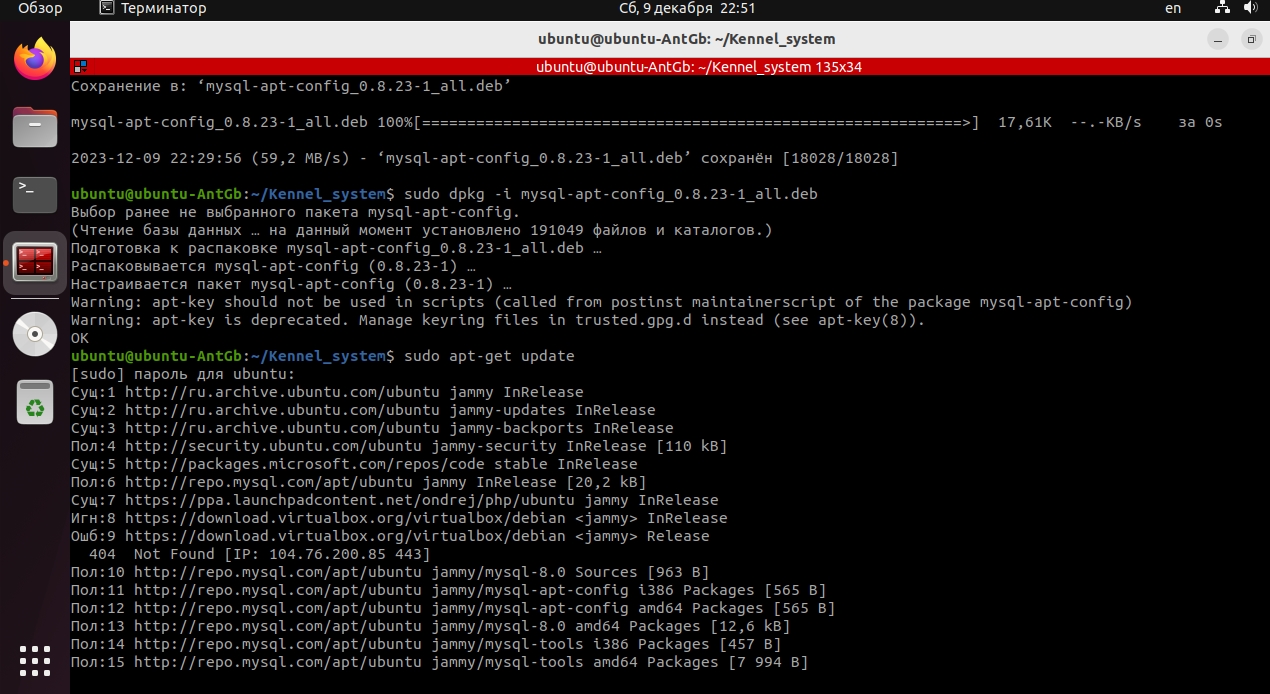 Обзор Терминатор Сб, 9 декабря 22:51 en
ubuntu@ubuntu-AntGb: ~/Kennel_system
ubuntu@ubuntu-AntGb: ~/Kennel_system 135x34
Сохранение в: ‘mysql-apt-config_0.8.23-1_all.deb’
mysql-apt-config_0.8.23-1_all.deb 100%[============================================================>] 17,61K --.-KB/s за 0s
2023-12-09 22:29:56 (59,2 MB/s) - ‘mysql-apt-config_0.8.23-1_all.deb’ сохранён [18028/18028]
ubuntu@ubuntu-AntGb:~/Kennel_system$ sudo dpkg -i mysql-apt-config_0.8.23-1_all.deb
Выбор ранее не выбранного пакета mysql-apt-config.
(Чтение базы данных … на данный момент установлено 191049 файлов и каталогов.)
Подготовка к распаковке mysql-apt-config_0.8.23-1_all.deb …
Распаковывается mysql-apt-config (0.8.23-1) …
Настраивается пакет mysql-apt-config (0.8.23-1) …
Warning: apt-key should not be used in scripts (called from postinst maintainerscript of the package mysql-apt-config)
Warning: apt-key is deprecated. Manage keyring files in trusted.gpg.d instead (see apt-key(8)).
OK
ubuntu@ubuntu-AntGb:~/Kennel_system$ sudo apt-get update
[sudo] пароль для ubuntu:
Сущ:1 http://ru.archive.ubuntu.com/ubuntu jammy InRelease
Сущ:2 http://ru.archive.ubuntu.com/ubuntu jammy-updates InRelease
Сущ:3 http://ru.archive.ubuntu.com/ubuntu jammy-backports InRelease
Пол:4 http://security.ubuntu.com/ubuntu jammy-security InRelease [110 kB]
Сущ:5 http://packages.microsoft.com/repos/code stable InRelease
Пол:6 http://repo.mysql.com/apt/ubuntu jammy InRelease [20,2 kB]
Сущ:7 https://ppa.launchpadcontent.net/ondrej/php/ubuntu jammy InRelease
Игн:8 https://download.virtualbox.org/virtualbox/debian <jammy> InRelease
Ошб:9 https://download.virtualbox.org/virtualbox/debian <jammy> Release
404 Not Found [IP: 104.76.200.85 443]
Пол:10 http://repo.mysql.com/apt/ubuntu jammy/mysql-8.0 Sources [963 B]
Пол:11 http://repo.mysql.com/apt/ubuntu jammy/mysql-apt-config i386 Packages [565 B]
Пол:12 http://repo.mysql.com/apt/ubuntu jammy/mysql-apt-config amd64 Packages [565 B]
Пол:13 http://repo.mysql.com/apt/ubuntu jammy/mysql-8.0 amd64 Packages [12,6 kB]
Пол:14 http://repo.mysql.com/apt/ubuntu jammy/mysql-tools i386 Packages [457 B]
Пол:15 http://repo.mysql.com/apt/ubuntu jammy/mysql-tools amd64 Packages [7 994 B]